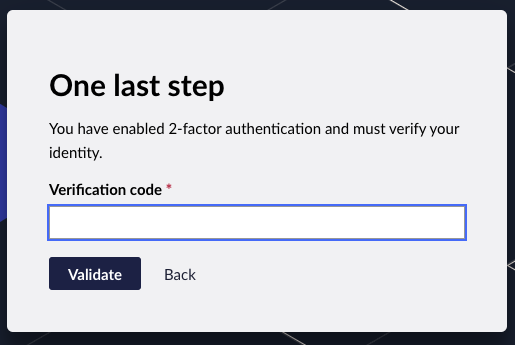 One last step
You have enabled 2-factor authentication and must verify your
identity.
Verification code *
Validate
Back